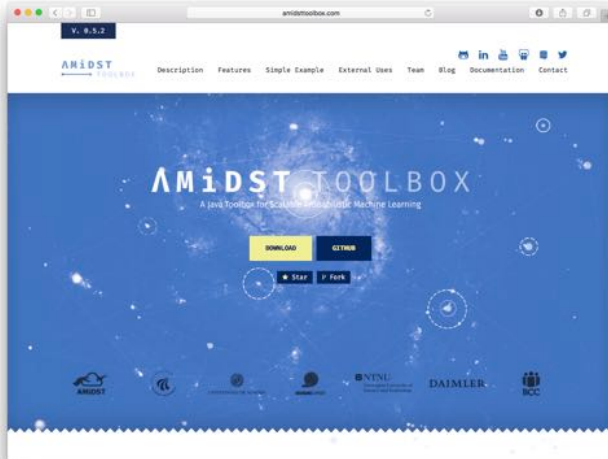 amidsttoolbox.com
V. 0.5.2
AMiDST
TOOLBOX
Description Features Simple Example External Uses Team Blog Documentation Contact
AMiDST TOOLBOX
A Java Toolbox for Scalable Probabilistic Machine Learning
DOWNLOAD GITHUB
Star Fork
AMiDST
NTNU
DAIMLER
BCC